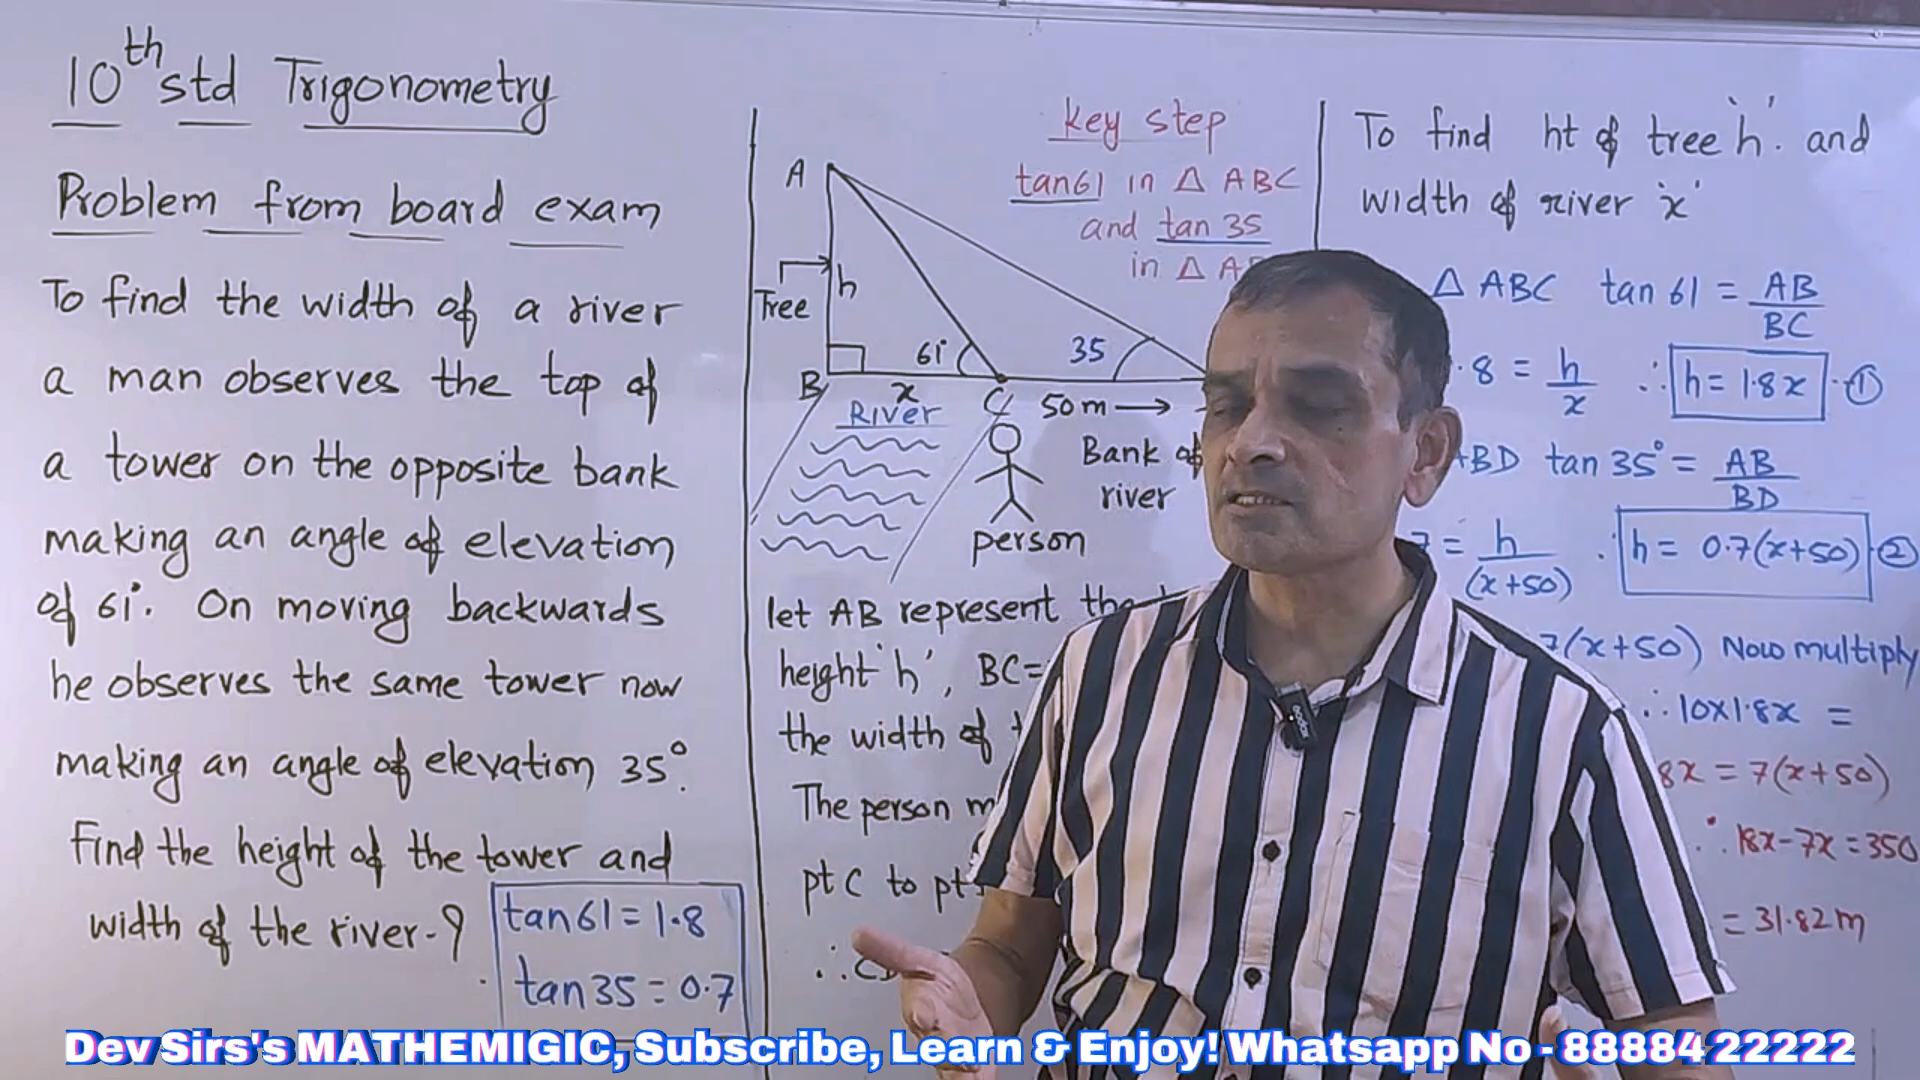 10th std Trigonometry
Problem from board exam
To find the width of a river
a man observes the top of
a tower on the opposite bank
making an angle of elevation
of 61°. On moving backwards
he observes the same tower now
making an angle of elevation 35°.
Find the height of the tower and
width of the river - ?
tan61 = 1.8
tan35 = 0.7
Key step
tan61 in △ ABC
and tan 35
in △
A
Tree
h
61°
35
B
x
C
50m →
River
Bank of
river
person
let AB represent the
height 'h', BC=
the width of
The person
pt C to pt
∴
To find ht of tree 'h'. and
width of river 'x'
△ ABC tan 61 = AB
BC
.8 = h
x
∴ h = 1.8x - ①
BD tan 35° = AB
BD
7 = h
(x+50)
∴ h = 0.7(x+50) - ②
7(x+50) Now multiply
∴ 10x1.8x =
8x = 7(x+50)
∴ 18x-7x = 350
= 31.82m
Dev Sirs's MATHEMIGIC, Subscribe, Learn & Enjoy! Whatsapp No - 88884 22222